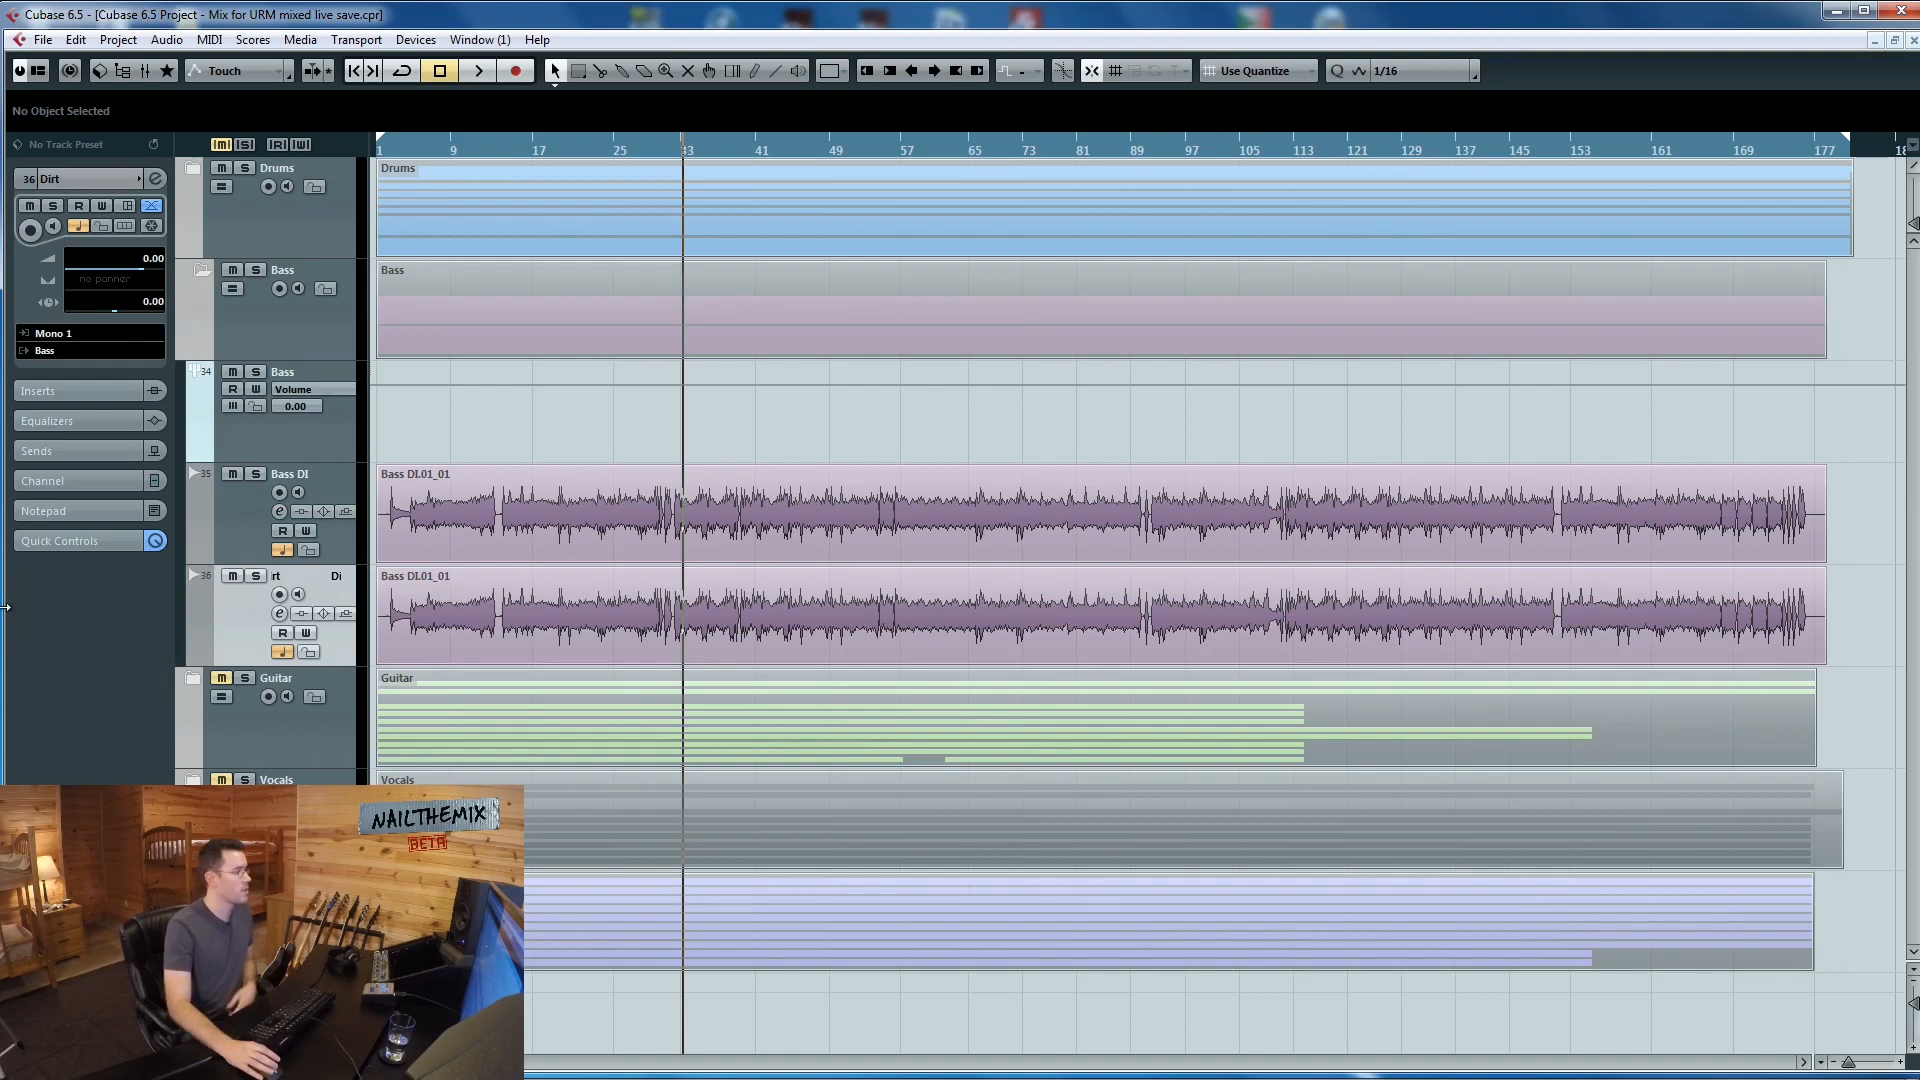 Cubase 6.5 - [Cubase 6.5 Project - Mix for URM mixed live save.cpr]
File Edit Project Audio MIDI Scores Media Transport Devices Window (1) Help
Touch Use Quantize Q 1/16
No Object Selected
No Track Preset
M S R W
1 9 17 25 33 41 49 57 65 73 81 89 97 105 113 121 129 137 145 153 161 169 177 18
36 Dirt
M S R W
0.00
no panner
0.00
Mono 1
Bass
Inserts
Equalizers
Sends
Channel
Notepad
Quick Controls
M S Drums
Drums
M S Bass
Bass
34 M S Bass
R W Volume
0.00
35 M S Bass DI
e
R W
Bass DI.01_01
36 M S rt Di
e
R W
Bass DI.01_01
M S Guitar
Guitar
M S Vocals
Vocals
NAILTHEMIX
BETA